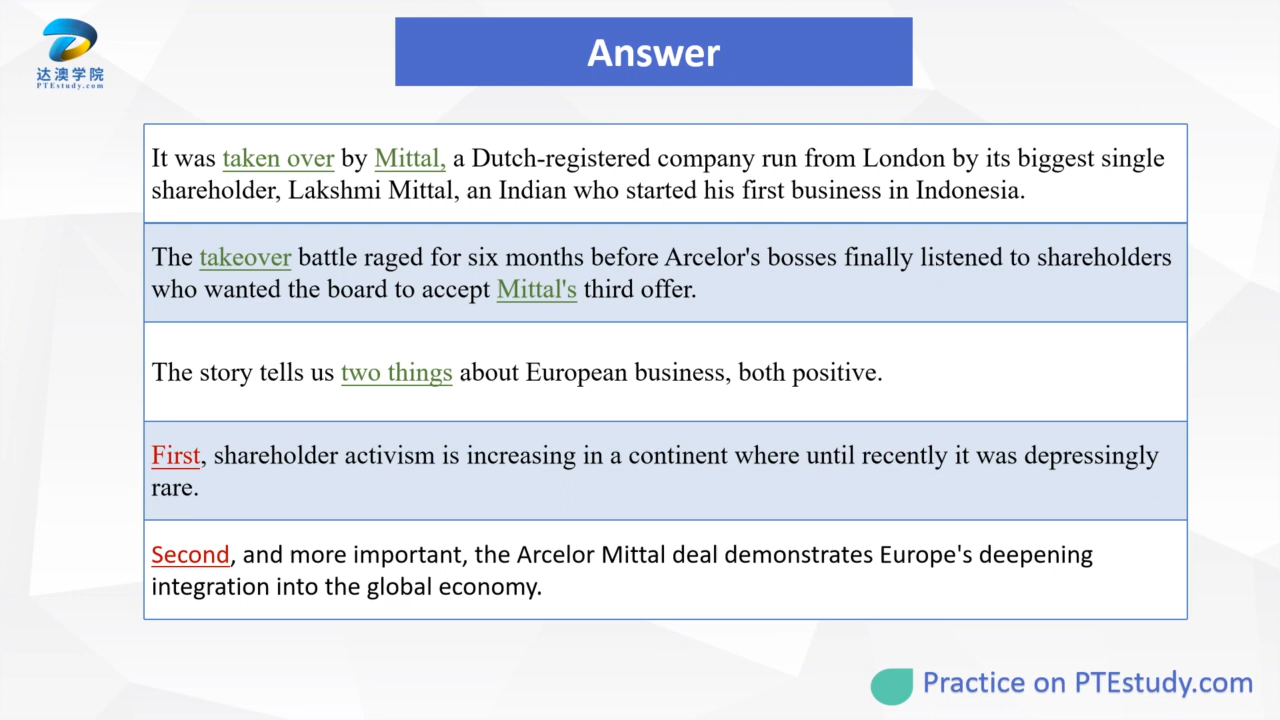 达澳学院
PTEstudy.com
Answer
It was taken over by Mittal, a Dutch-registered company run from London by its biggest single
shareholder, Lakshmi Mittal, an Indian who started his first business in Indonesia.
The takeover battle raged for six months before Arcelor's bosses finally listened to shareholders
who wanted the board to accept Mittal's third offer.
The story tells us two things about European business, both positive.
First, shareholder activism is increasing in a continent where until recently it was depressingly
rare.
Second, and more important, the Arcelor Mittal deal demonstrates Europe's deepening
integration into the global economy.
Practice on PTEstudy.com